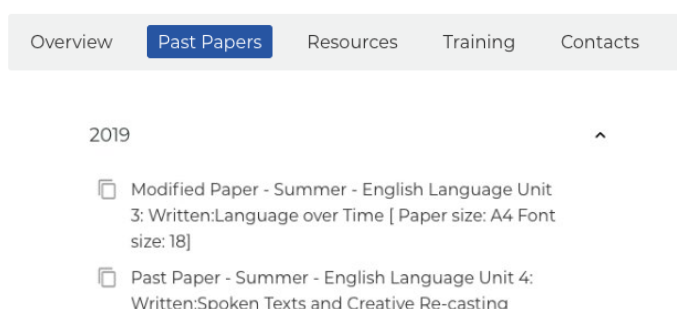 Overview Past Papers Resources Training Contacts
2019
Modified Paper - Summer - English Language Unit
3: Written:Language over Time [ Paper size: A4 Font
size: 18]
Past Paper - Summer - English Language Unit 4:
Written:Spoken Texts and Creative Re-casting